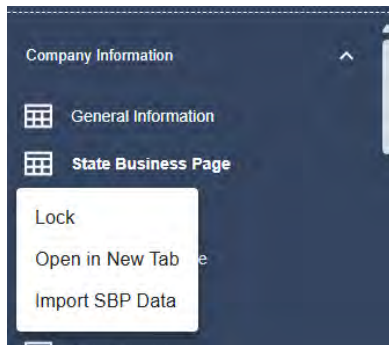 Company Information
General Information
State Business Page
Lock
Open in New Tab
e
Import SBP Data